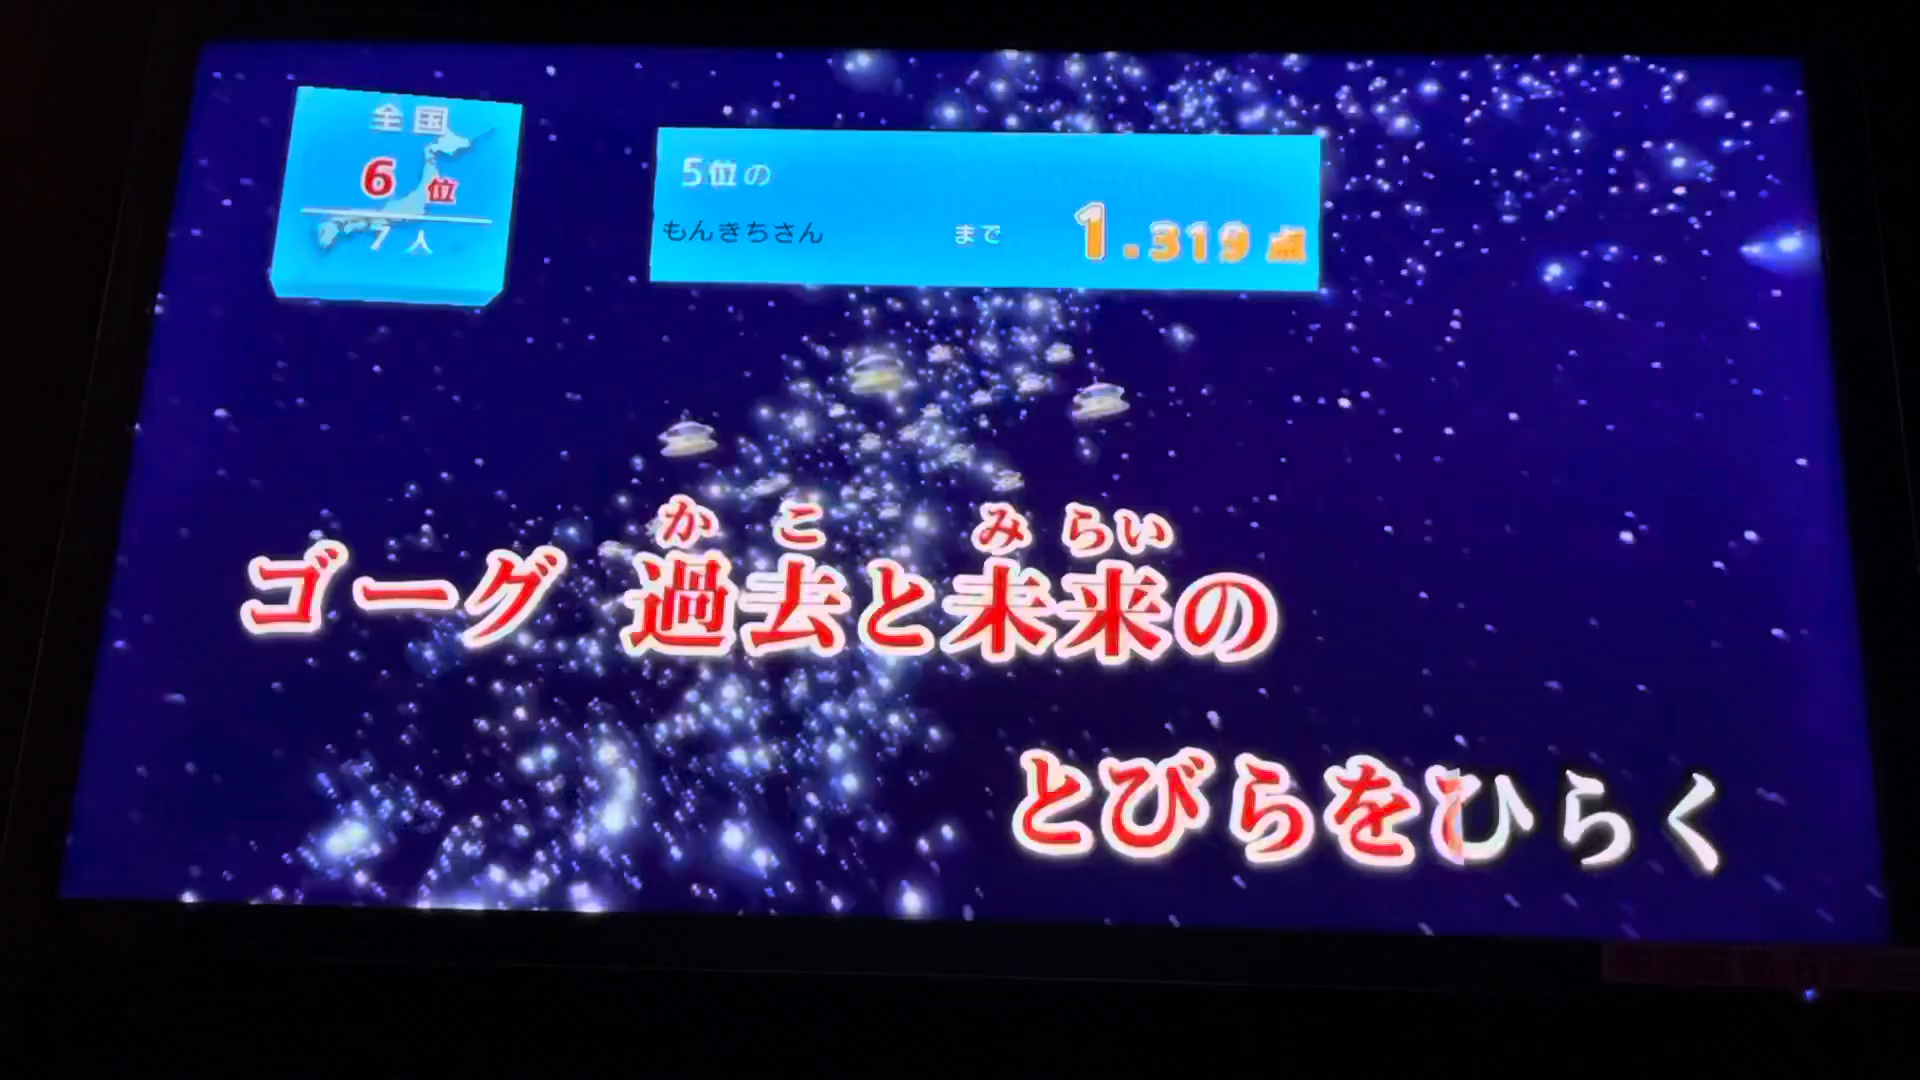 全国
6位
7人
5位の
もんきちさん まで 1.319点
かこ みらい
ゴーグ 過去と未来の
とびらをひらく